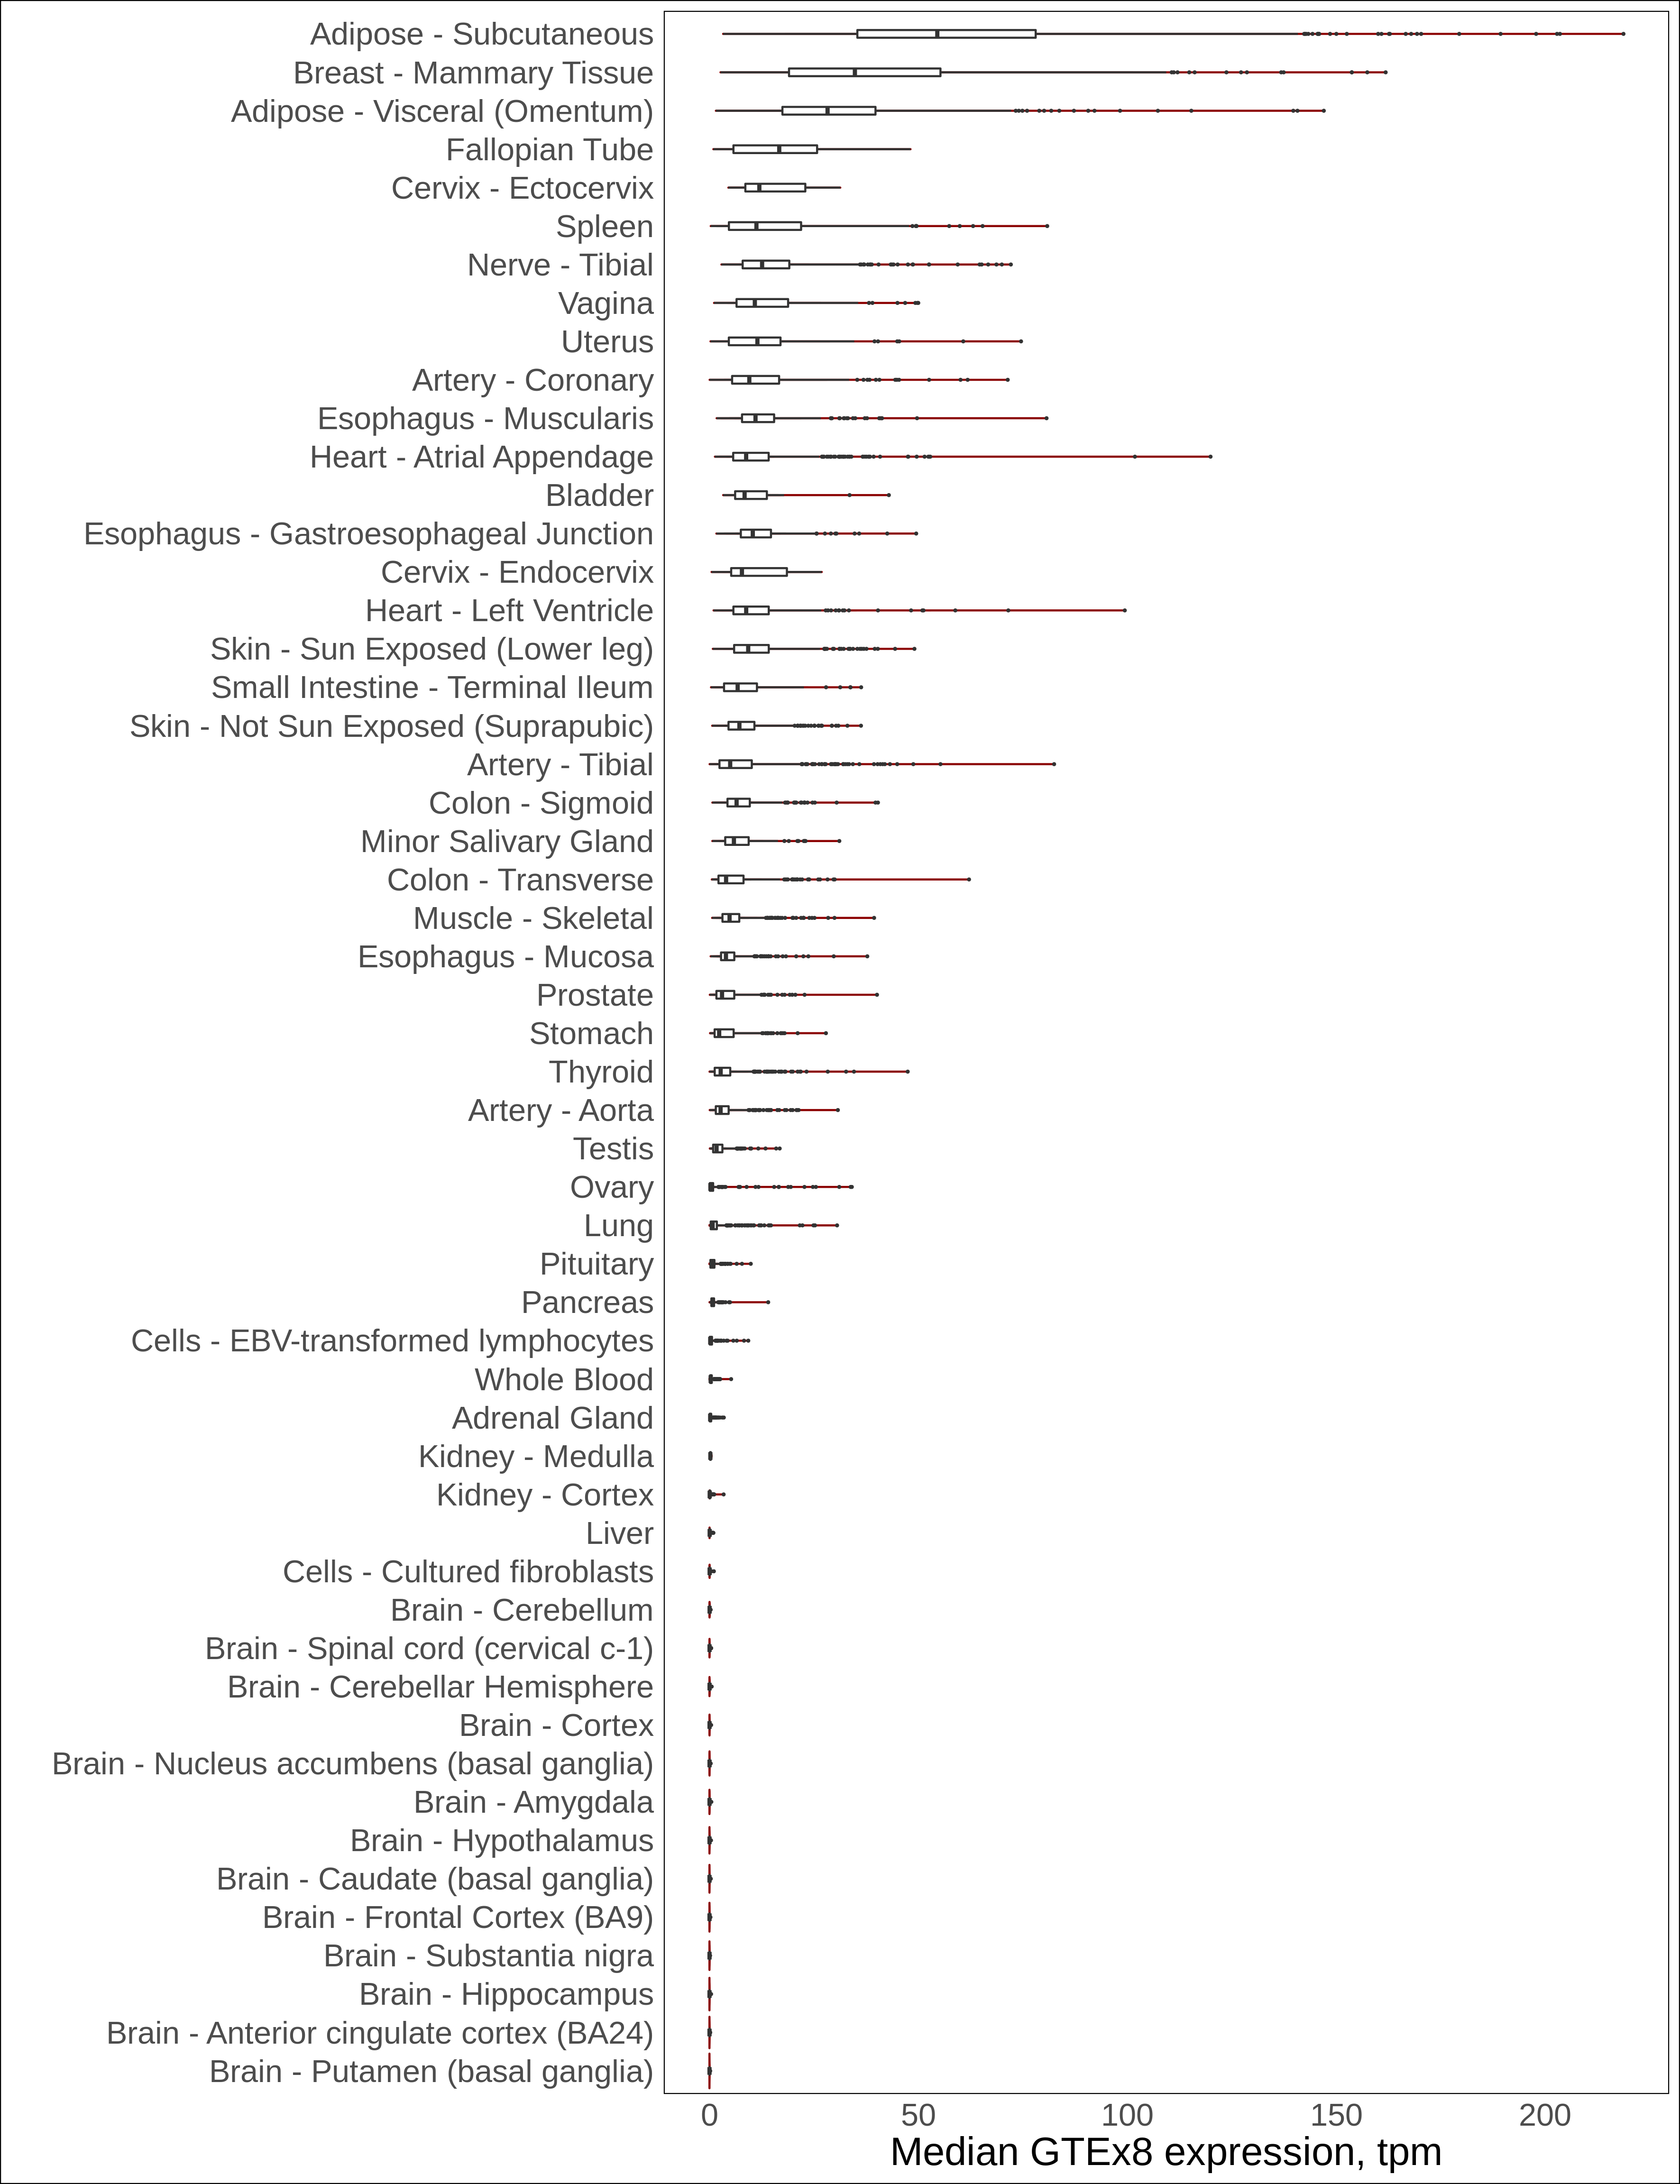 Adipose - Subcutaneous
Breast - Mammary Tissue
Adipose - Visceral (Omentum)
Fallopian Tube
Cervix - Ectocervix
Spleen
Nerve - Tibial
Vagina
Uterus
Artery - Coronary
Esophagus - Muscularis
Heart - Atrial Appendage
Bladder
Esophagus - Gastroesophageal Junction
Cervix - Endocervix
Heart - Left Ventricle
Skin - Sun Exposed (Lower leg)
Small Intestine - Terminal Ileum
Skin - Not Sun Exposed (Suprapubic)
Artery - Tibial
Colon - Sigmoid
Minor Salivary Gland
Colon - Transverse
Muscle - Skeletal
Esophagus - Mucosa
Prostate
Stomach
Thyroid
Artery - Aorta
Testis
Ovary
Lung
Pituitary
Pancreas
Cells - EBV-transformed lymphocytes
Whole Blood
Adrenal Gland
Kidney - Medulla
Kidney - Cortex
Liver
Cells - Cultured fibroblasts
Brain - Cerebellum
Brain - Spinal cord (cervical c-1)
Brain - Cerebellar Hemisphere
Brain - Cortex
Brain - Nucleus accumbens (basal ganglia)
Brain - Amygdala
Brain - Hypothalamus
Brain - Caudate (basal ganglia)
Brain - Frontal Cortex (BA9)
Brain - Substantia nigra
Brain - Hippocampus
Brain - Anterior cingulate cortex (BA24)
Brain - Putamen (basal ganglia)
0 50 100 150 200
Median GTEx8 expression, tpm